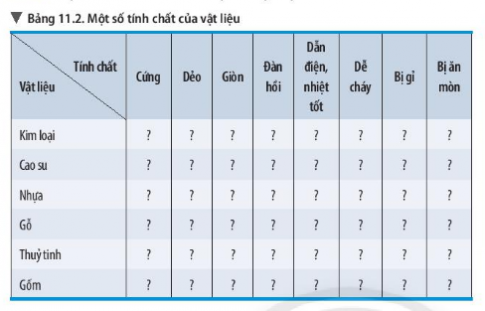 ▼ Bảng 11.2. Một số tính chất của vật liệu
Tính chất
Vật liệu
Cứng
Dẻo
Giòn
Đàn hồi
Dẫn điện, nhiệt tốt
Dễ cháy
Bị gỉ
Bị ăn mòn
Kim loại ? ? ? ? ? ? ? ?
Cao su ? ? ? ? ? ? ? ?
Nhựa ? ? ? ? ? ? ? ?
Gỗ ? ? ? ? ? ? ? ?
Thuỷ tinh ? ? ? ? ? ? ? ?
Gốm ? ? ? ? ? ? ? ?